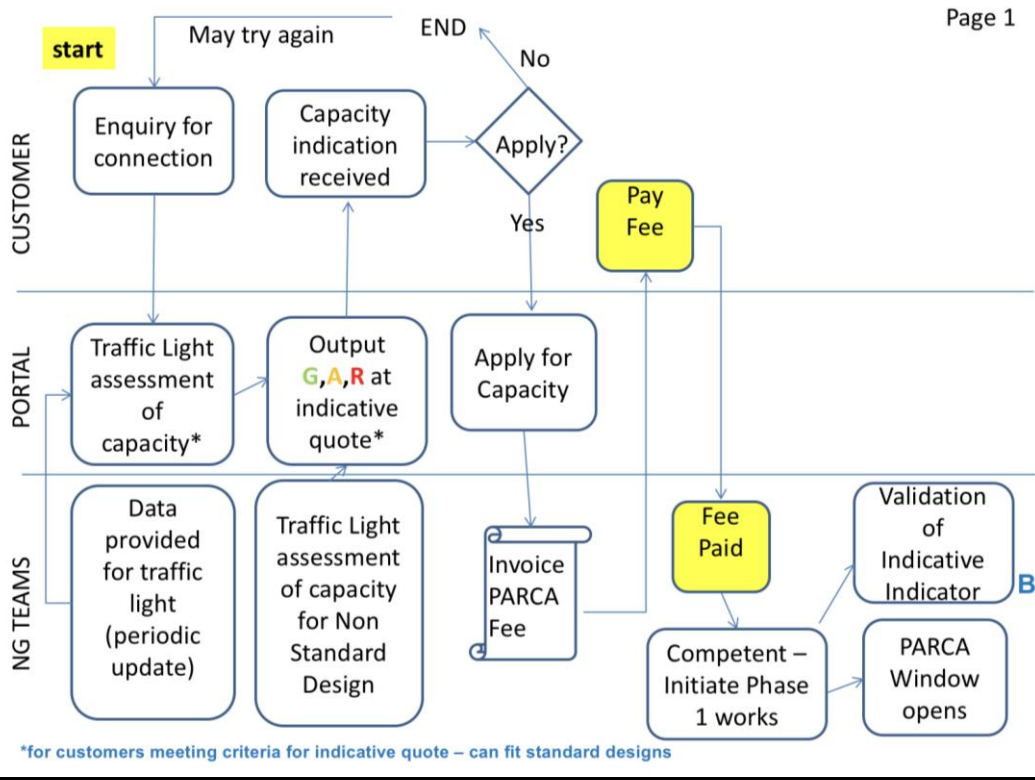 Page 1
start
May try again
END
No
CUSTOMER
Enquiry for
connection
Capacity
indication
received
Apply?
Yes
Pay
Fee
PORTAL
Traffic Light
assessment
of
capacity*
Output
G,A,R at
indicative
quote*
Apply for
Capacity
NG TEAMS
Data
provided
for traffic
light
(periodic
update)
Traffic Light
assessment
of capacity
for Non
Standard
Design
Invoice
PARCA
Fee
Fee
Paid
Validation
of
Indicative
Indicator
B
Competent –
Initiate Phase
1 works
PARCA
Window
opens
*for customers meeting criteria for indicative quote – can fit standard designs